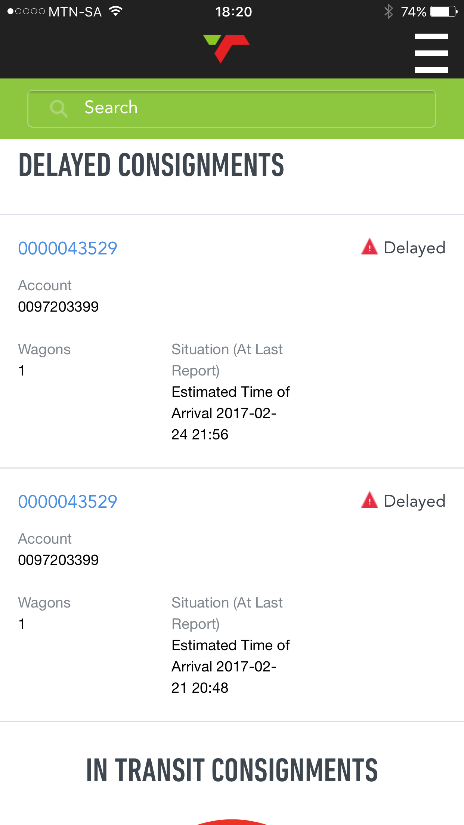 MTN-SA 18:20 74%
Search
DELAYED CONSIGNMENTS
0000043529 Delayed
Account
0097203399
Wagons Situation (At Last
1 Report)
Estimated Time of
Arrival 2017-02-
24 21:56
0000043529 Delayed
Account
0097203399
Wagons Situation (At Last
1 Report)
Estimated Time of
Arrival 2017-02-
21 20:48
IN TRANSIT CONSIGNMENTS